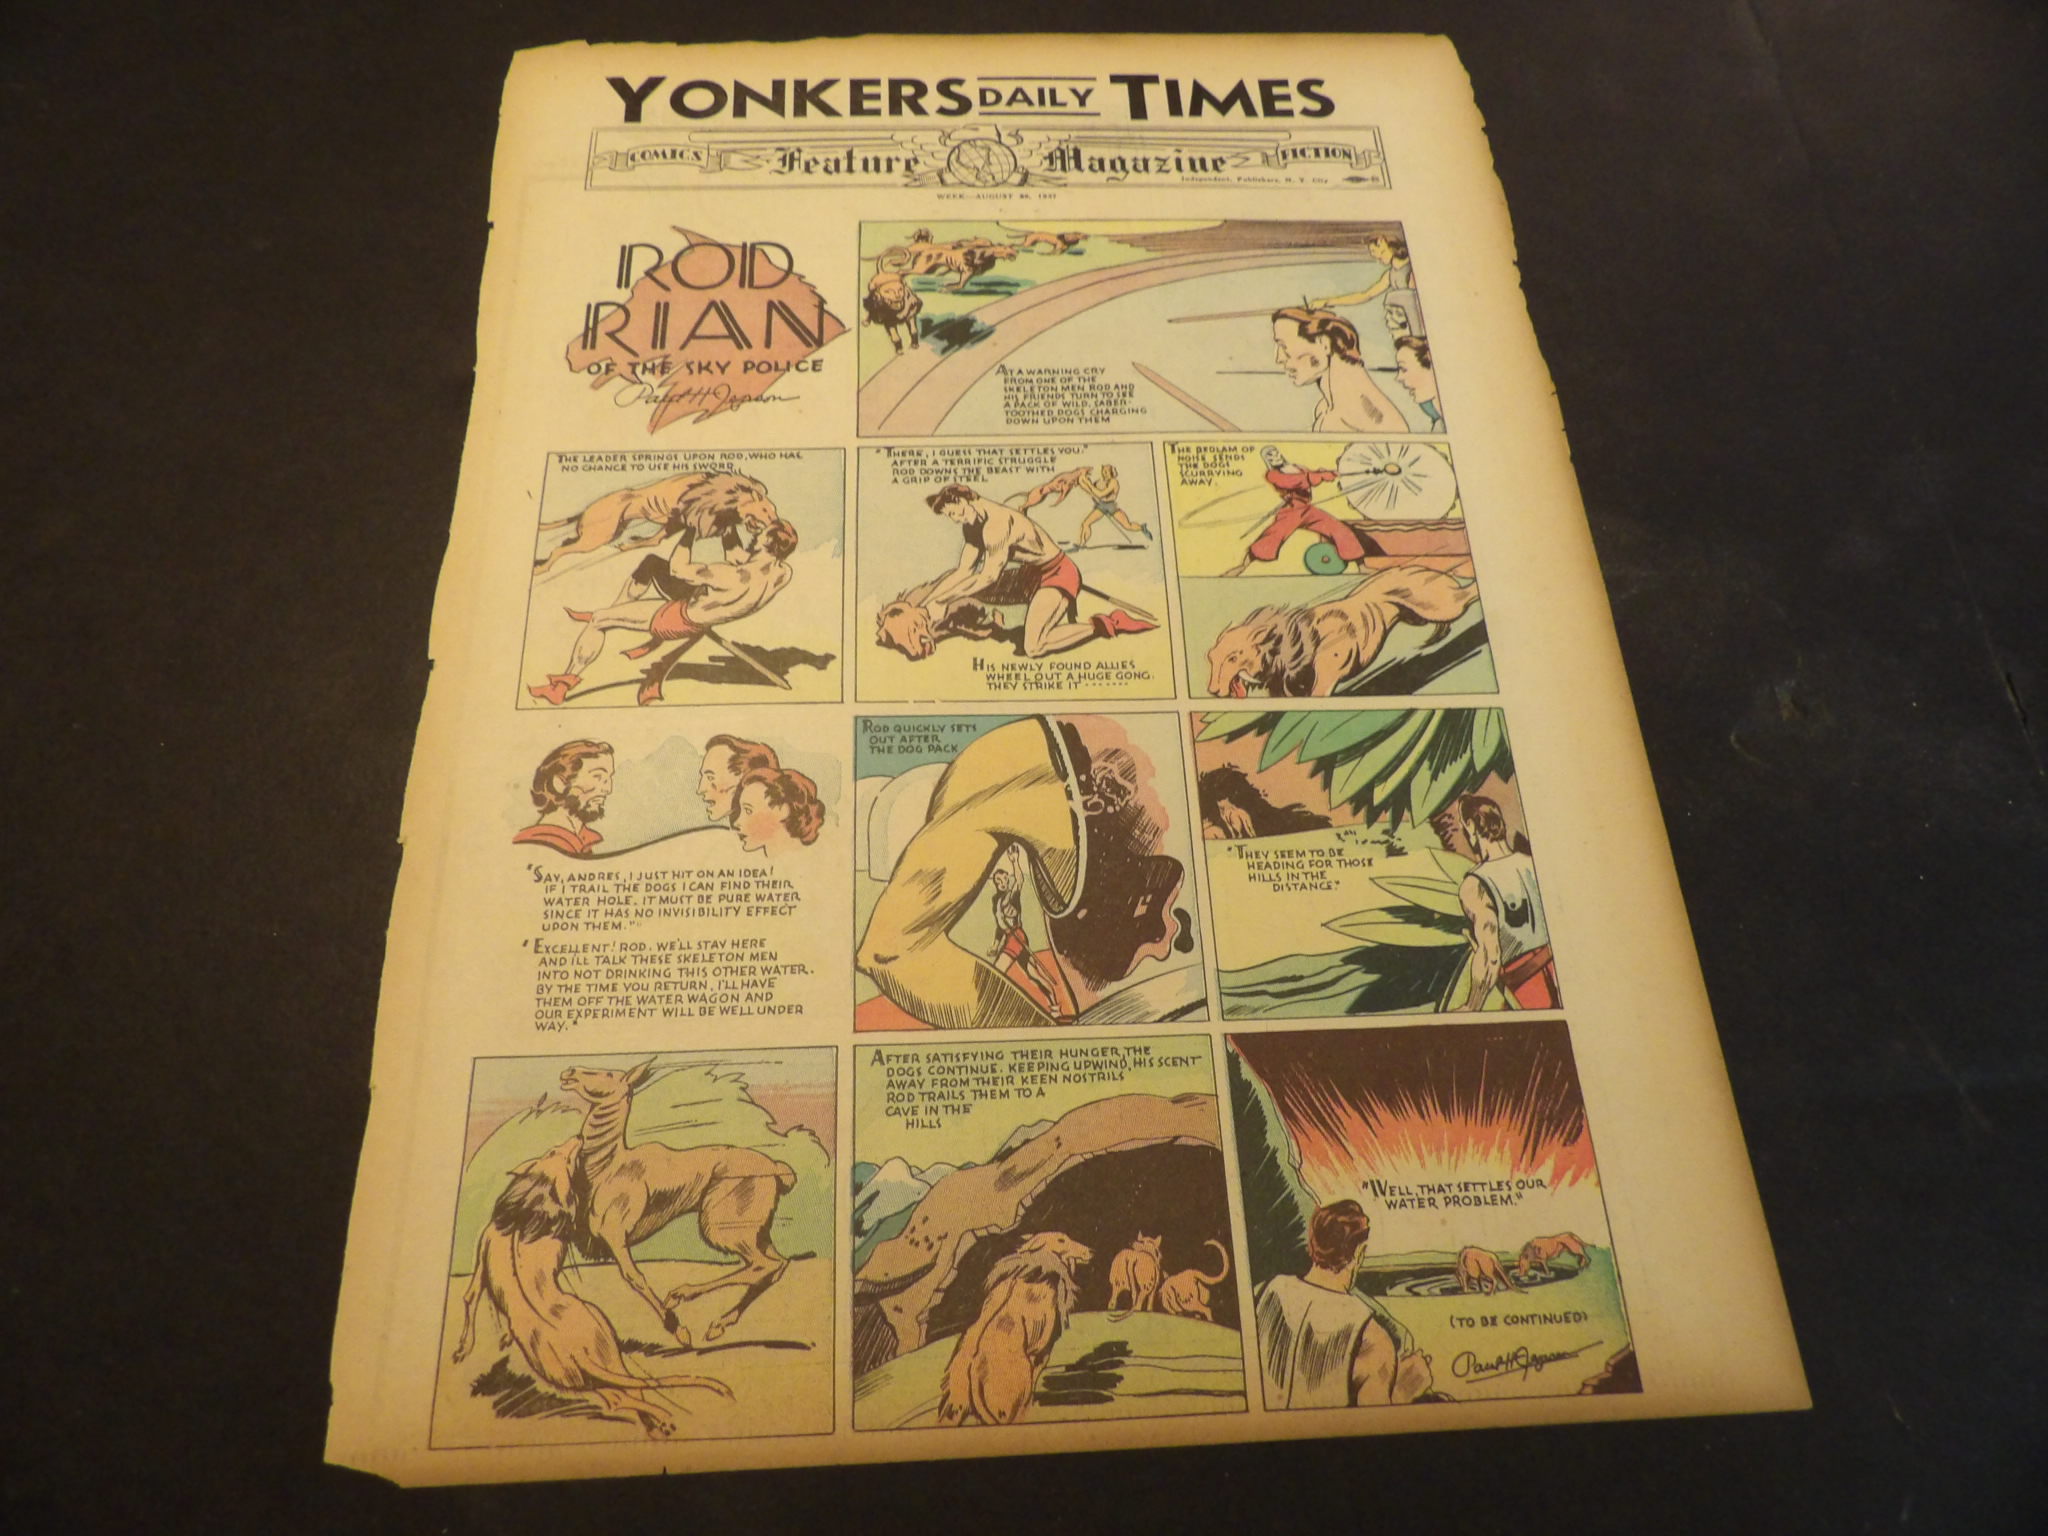 YONKERS DAILY TIMES
COMICS Feature Magazine FICTION
Independent Publishers, N. Y. City
WEEK—AUGUST 1937
ROD
RIAN
OF THE SKY POLICE
Paul H Jepson
AT A WARNING CRY
FROM ONE OF THE
SKELETON MEN ROD AND
HIS FRIENDS TURN TO SEE
A PACK OF WILD, SABER-
TOOTHED DOGS CHARGING
DOWN UPON THEM
THE LEADER SPRINGS UPON ROD, WHO HAS
NO CHANCE TO USE HIS SWORD.
"THERE, I GUESS THAT SETTLES YOU."
AFTER A TERRIFIC STRUGGLE
ROD DOWNS THE BEAST WITH
A GRIP OF STEEL
HIS NEWLY FOUND ALLIES
WHEEL OUT A HUGE GONG.
THEY STRIKE IT -------
THE BEDLAM OF
NOISE SENDS
THE DOGS
SCURRYING
AWAY.
"SAY, ANDRES, I JUST HIT ON AN IDEA!
IF I TRAIL THE DOGS I CAN FIND THEIR
WATER HOLE. IT MUST BE PURE WATER
SINCE IT HAS NO INVISIBILITY EFFECT
UPON THEM."
"EXCELLENT! ROD. WE'LL STAY HERE
AND I'LL TALK THESE SKELETON MEN
INTO NOT DRINKING THIS OTHER WATER.
BY THE TIME YOU RETURN, I'LL HAVE
THEM OFF THE WATER WAGON AND
OUR EXPERIMENT WILL BE WELL UNDER
WAY."
ROD QUICKLY SETS
OUT AFTER
THE DOG PACK
"THEY SEEM TO BE
HEADING FOR THOSE
HILLS IN THE
DISTANCE."
AFTER SATISFYING THEIR HUNGER, THE
DOGS CONTINUE. KEEPING UPWIND, HIS SCENT
AWAY FROM THEIR KEEN NOSTRILS
ROD TRAILS THEM TO A
CAVE IN THE
HILLS
"WELL, THAT SETTLES OUR
WATER PROBLEM."
(TO BE CONTINUED)
Paul H Jepson